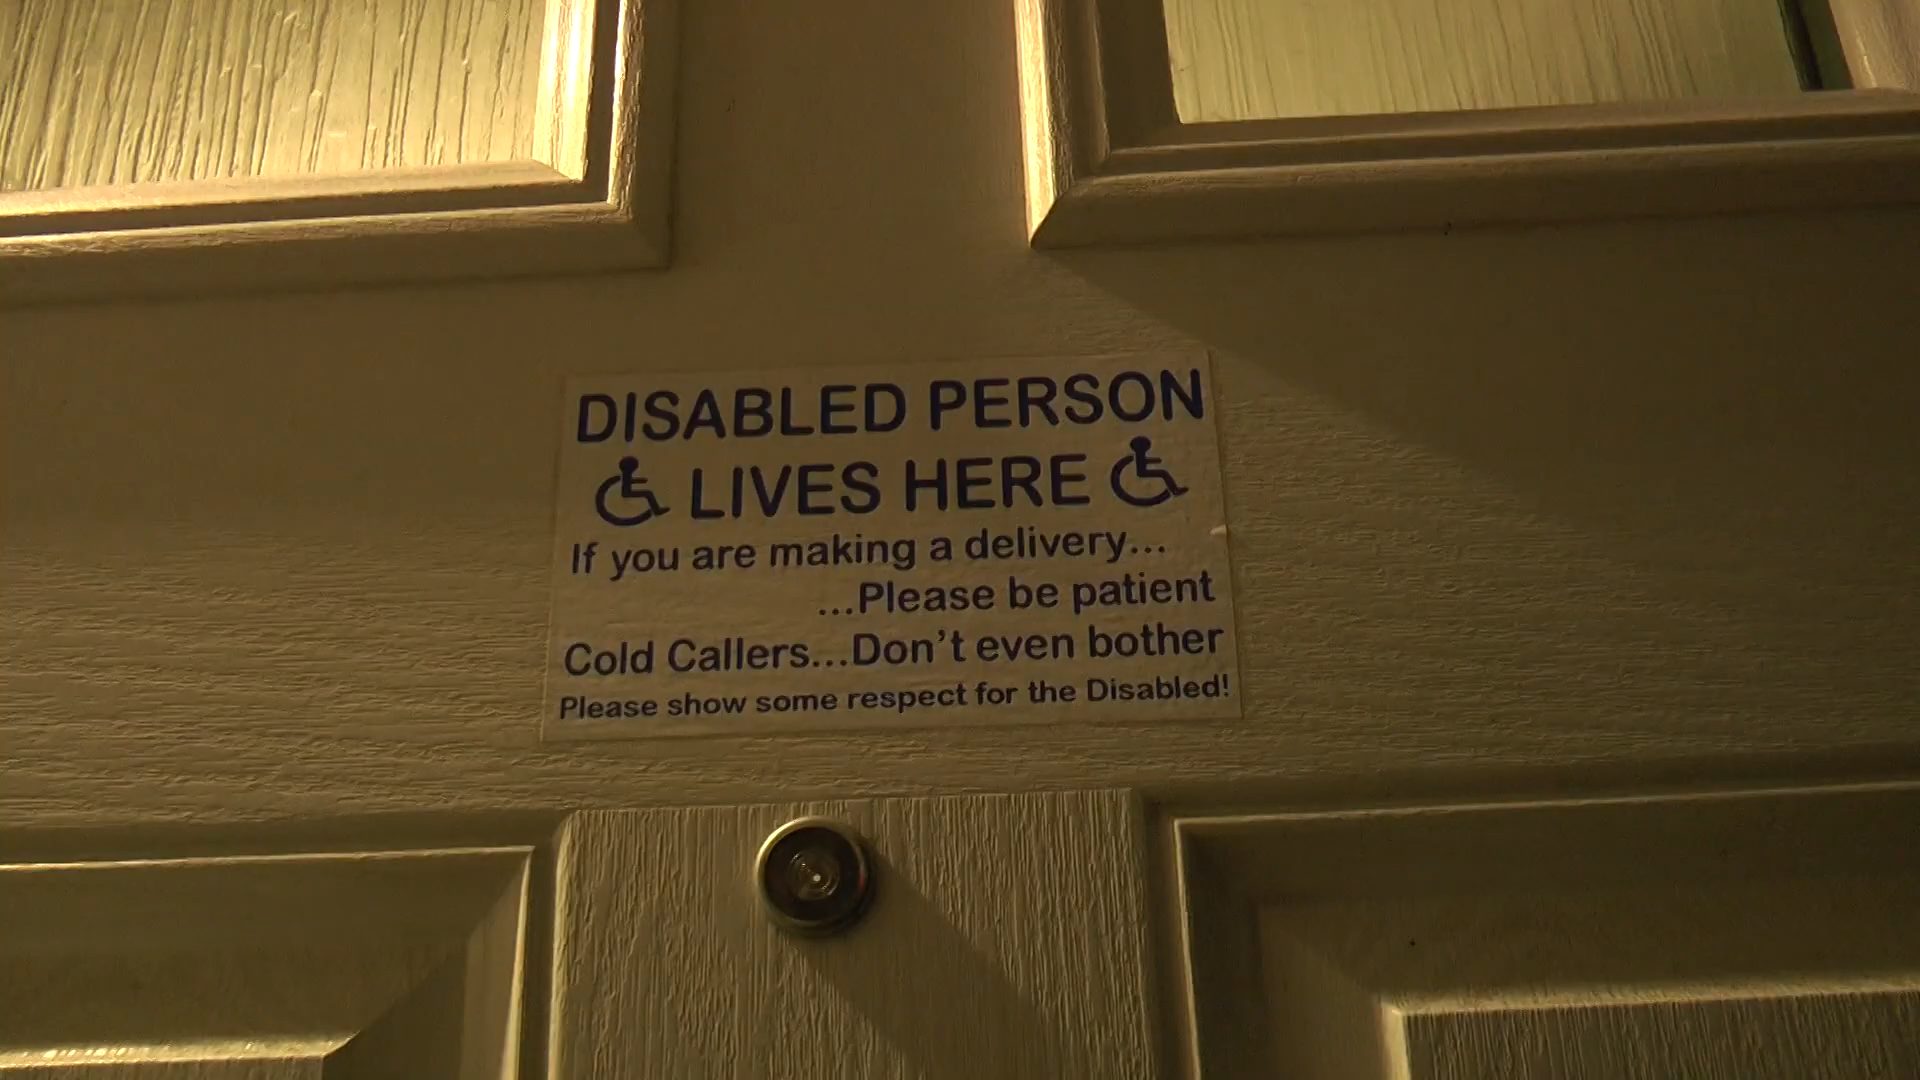 DISABLED PERSON
LIVES HERE
If you are making a delivery...
...Please be patient
Cold Callers...Don't even bother
Please show some respect for the Disabled!